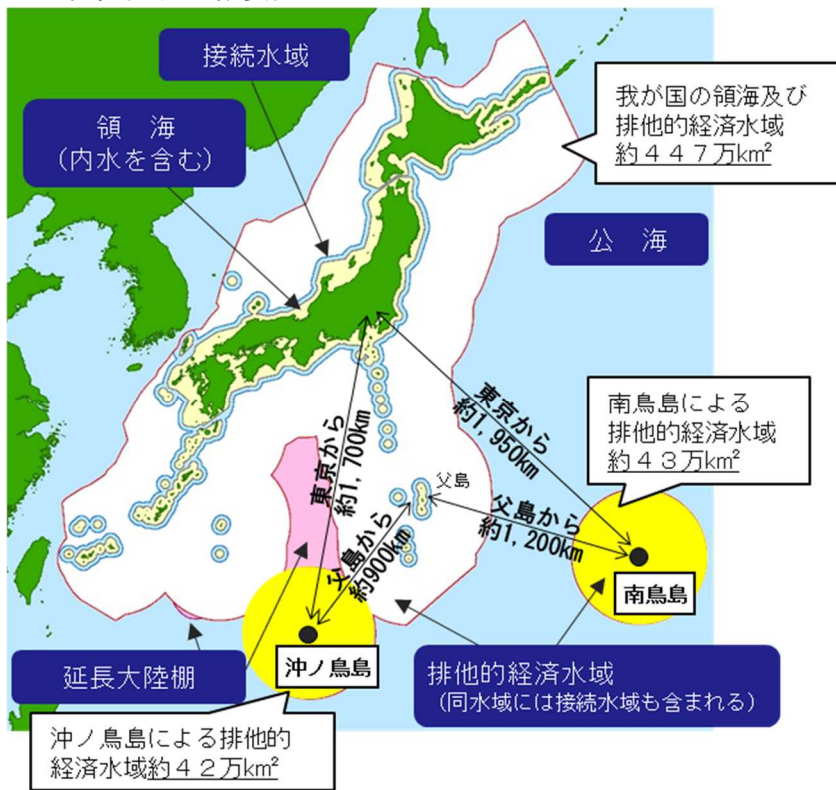 接続水域
領　海
（内水を含む）
我が国の領海及び
排他的経済水域
約４４７万km²
公　海
東京から
約1,950km
南鳥島による
排他的経済水域
約４３万km²
東京から
約1,700km
父島
父島から
約1,200km
父島から
約900km
南鳥島
延長大陸棚
沖ノ鳥島
排他的経済水域
（同水域には接続水域も含まれる）
沖ノ鳥島による排他的
経済水域約４２万km²